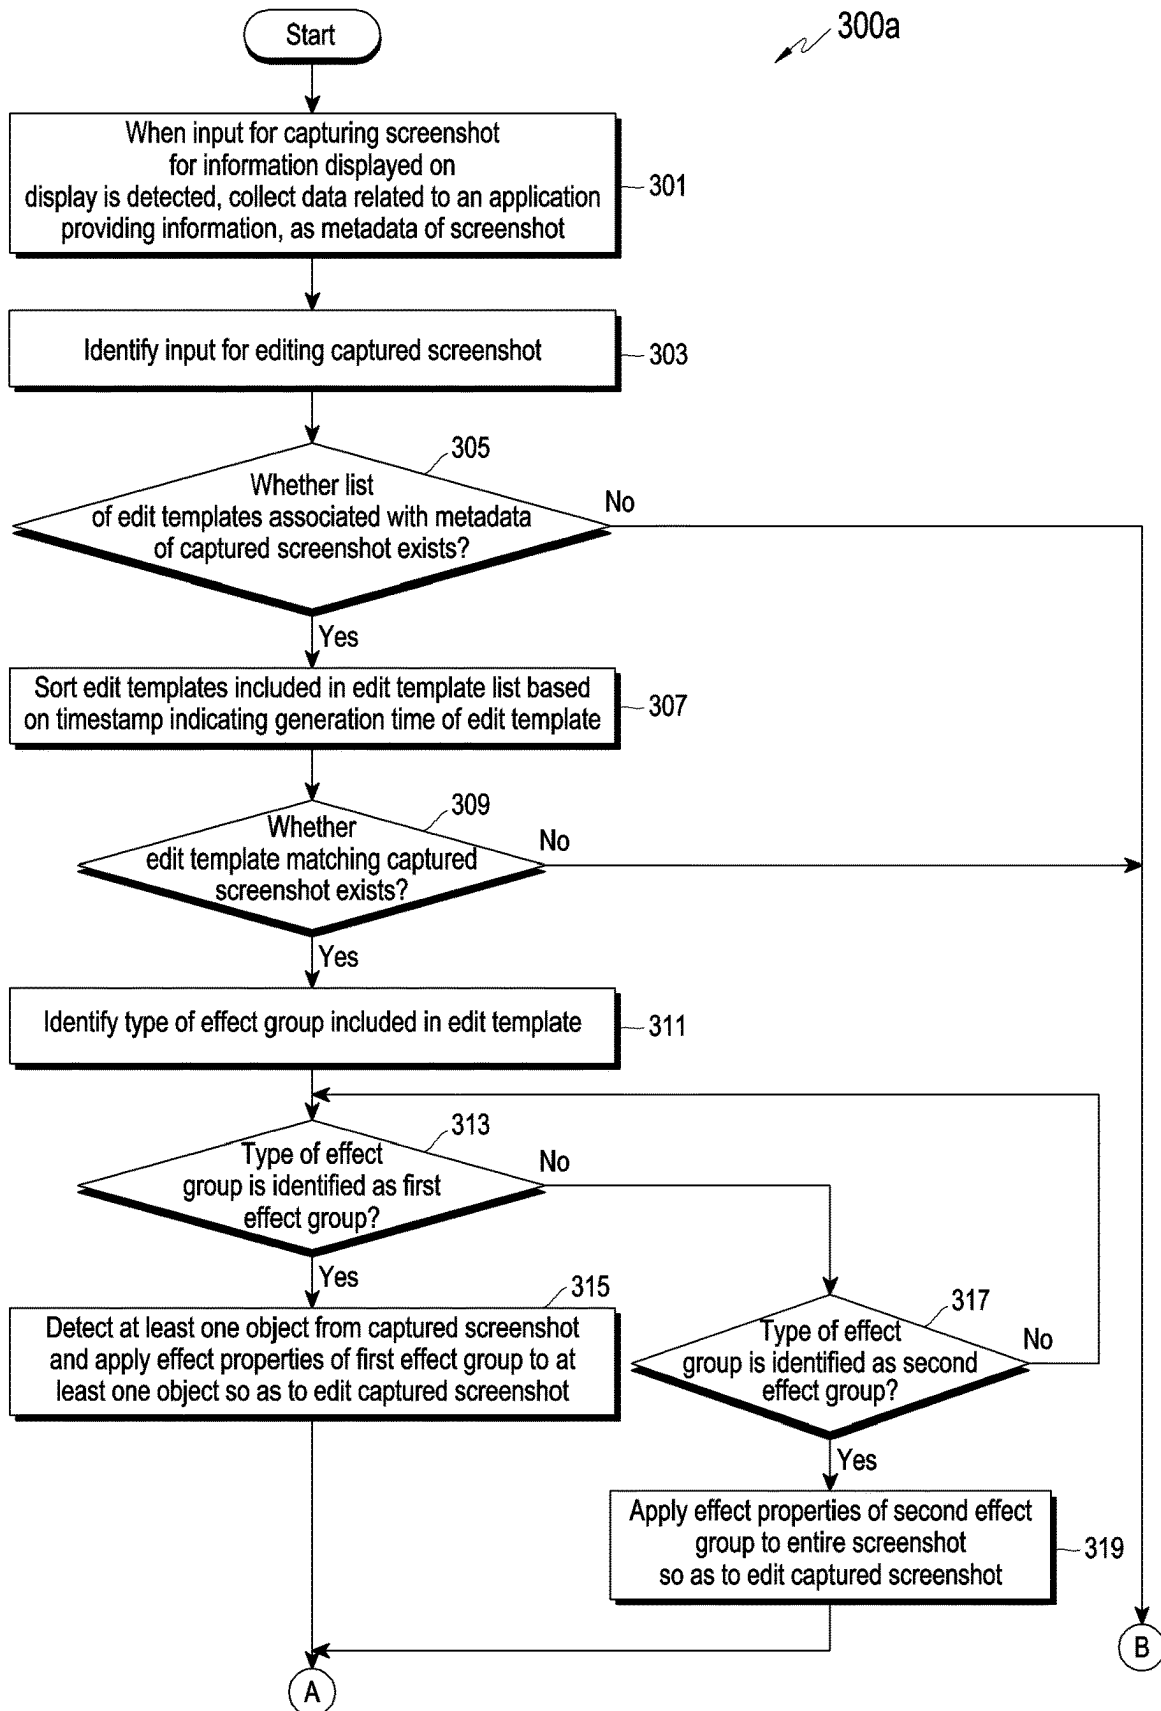 Start
300a
When input for capturing screenshot
for information displayed on
display is detected, collect data related to an application
providing information, as metadata of screenshot
301
Identify input for editing captured screenshot
303
305
Whether list
of edit templates associated with metadata
of captured screenshot exists?
No
Yes
Sort edit templates included in edit template list based
on timestamp indicating generation time of edit template
307
309
Whether
edit template matching captured
screenshot exists?
No
Yes
Identify type of effect group included in edit template
311
313
Type of effect
group is identified as first
effect group?
No
Yes
315
Detect at least one object from captured screenshot
and apply effect properties of first effect group to at
least one object so as to edit captured screenshot
317
Type of effect
group is identified as second
effect group?
No
Yes
Apply effect properties of second effect
group to entire screenshot
so as to edit captured screenshot
319
B
A